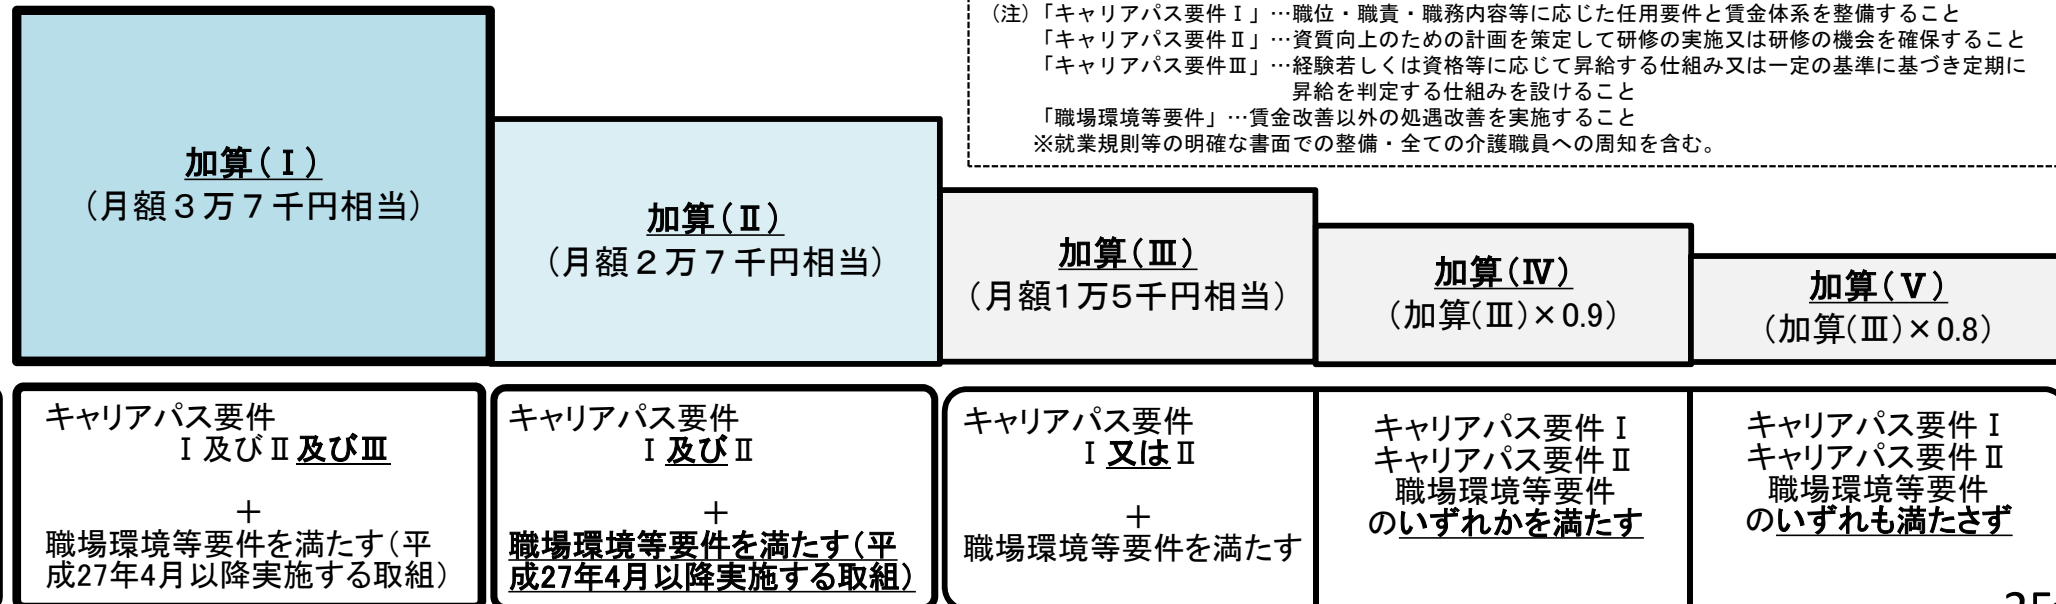 (注)「キャリアパス要件Ⅰ」…職位・職責・職務内容等に応じた任用要件と賃金体系を整備すること
「キャリアパス要件Ⅱ」…資質向上のための計画を策定して研修の実施又は研修の機会を確保すること
「キャリアパス要件Ⅲ」…経験若しくは資格等に応じて昇給する仕組み又は一定の基準に基づき定期に
昇給を判定する仕組みを設けること
「職場環境等要件」…賃金改善以外の処遇改善を実施すること
※就業規則等の明確な書面での整備・全ての介護職員への周知を含む。
加算(Ⅰ)
(月額3万7千円相当)
加算(Ⅱ)
(月額2万7千円相当)
加算(Ⅲ)
(月額1万5千円相当)
加算(Ⅳ)
(加算(Ⅲ)×0.9)
加算(Ⅴ)
(加算(Ⅲ)×0.8)
キャリアパス要件
Ⅰ及びⅡ及びⅢ
+
職場環境等要件を満たす(平
成27年4月以降実施する取組)
キャリアパス要件
Ⅰ及びⅡ
+
職場環境等要件を満たす(平
成27年4月以降実施する取組)
キャリアパス要件
Ⅰ又はⅡ
+
職場環境等要件を満たす
キャリアパス要件Ⅰ
キャリアパス要件Ⅱ
職場環境等要件
のいずれかを満たす
キャリアパス要件Ⅰ
キャリアパス要件Ⅱ
職場環境等要件
のいずれも満たさず